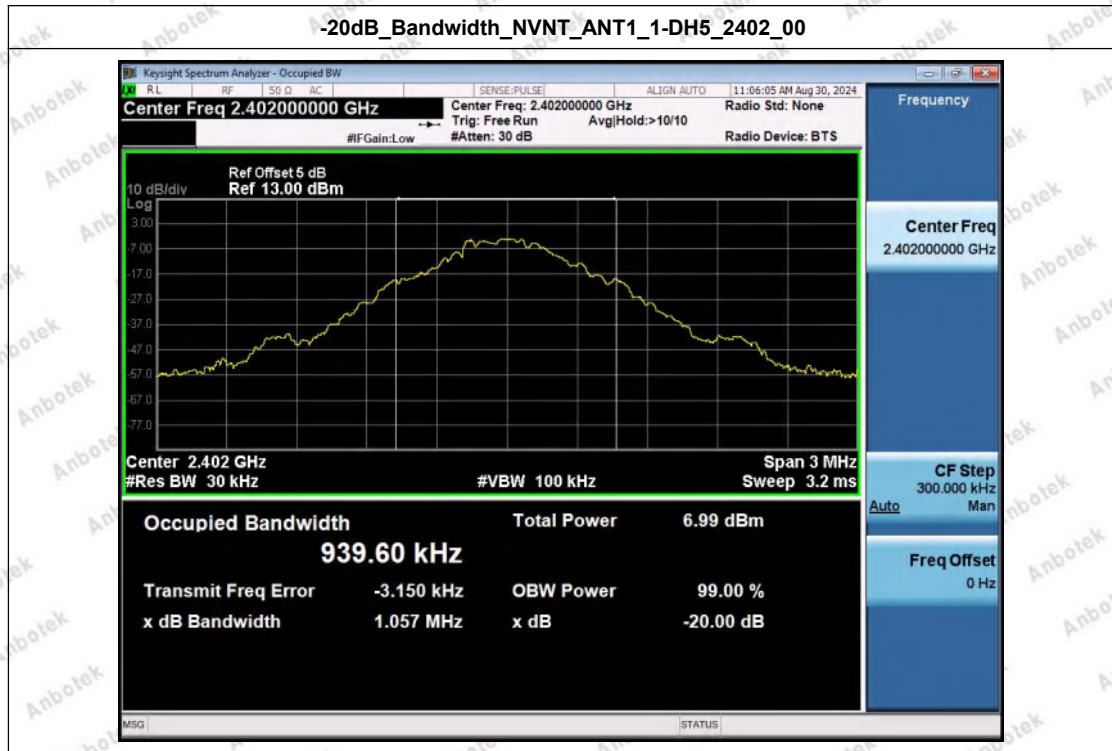 -20dB_Bandwidth_NVNT_ANT1_1-DH5_2402_00
Keysight Spectrum Analyzer - Occupied BW
LXI RL RF 50 Ω AC SENSE:PULSE ALIGN AUTO 11:06:05 AM Aug 30, 2024
Center Freq 2.402000000 GHz
Center Freq: 2.402000000 GHz
Radio Std: None
Trig: Free Run Avg|Hold:>10/10
#IFGain:Low
#Atten: 30 dB
Radio Device: BTS
Ref Offset 5 dB
10 dB/div Ref 13.00 dBm
Log
3.00
-7.00
-17.0
-27.0
-37.0
-47.0
-57.0
-67.0
-77.0
Center 2.402 GHz
Span 3 MHz
#Res BW 30 kHz
#VBW 100 kHz
Sweep 3.2 ms
Occupied Bandwidth
939.60 kHz
Total Power 6.99 dBm
Transmit Freq Error -3.150 kHz
OBW Power 99.00 %
x dB Bandwidth 1.057 MHz
x dB -20.00 dB
MSG
STATUS
Frequency
Center Freq
2.402000000 GHz
CF Step
300.000 kHz
Auto Man
Freq Offset
0 Hz
Anbotek